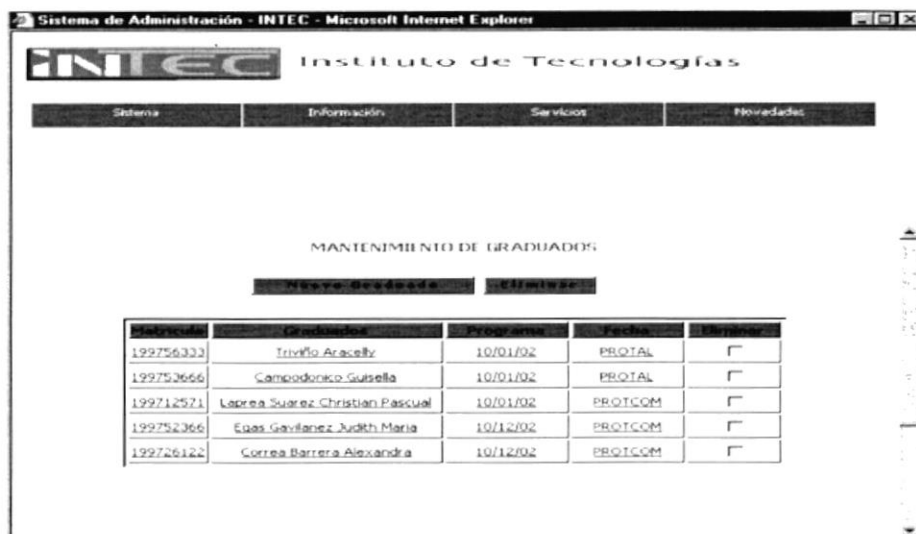 Sistema de Administración - INTEC - Microsoft Internet Explorer
INTEC Instituto de Tecnologías
Sistema Información Servicios Novedades
MANTENIMIENTO DE GRADUADOS
Nuevo Graduado Eliminar
Matricula Graduados Programa Fecha Eliminar
199756333 Triviño Aracelly 10/01/02 PROTAL
199753666 Campodonico Guisella 10/01/02 PROTAL
199712571 Laprea Suarez Christian Pascual 10/01/02 PROTCOM
199752366 Egas Gavilanez Judith Maria 10/12/02 PROTCOM
199726122 Correa Barrera Alexandra 10/12/02 PROTCOM